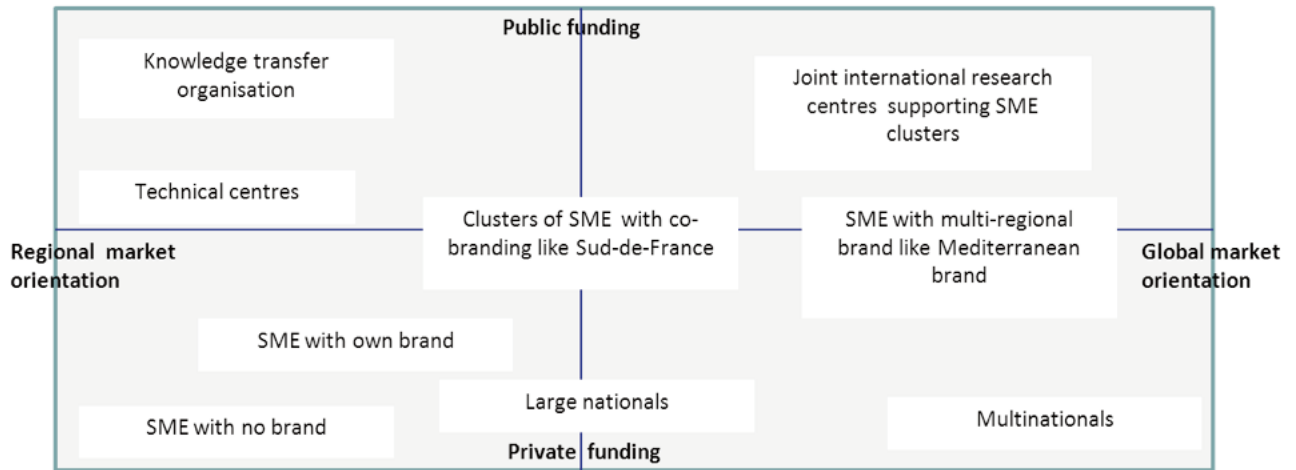 Public funding
Knowledge transfer
organisation
Joint international research
centres supporting SME
clusters
Technical centres
Clusters of SME with co-
branding like Sud-de-France
SME with multi-regional
brand like Mediterranean
brand
Regional market
orientation
Global market
orientation
SME with own brand
Large nationals
SME with no brand
Multinationals
Private funding